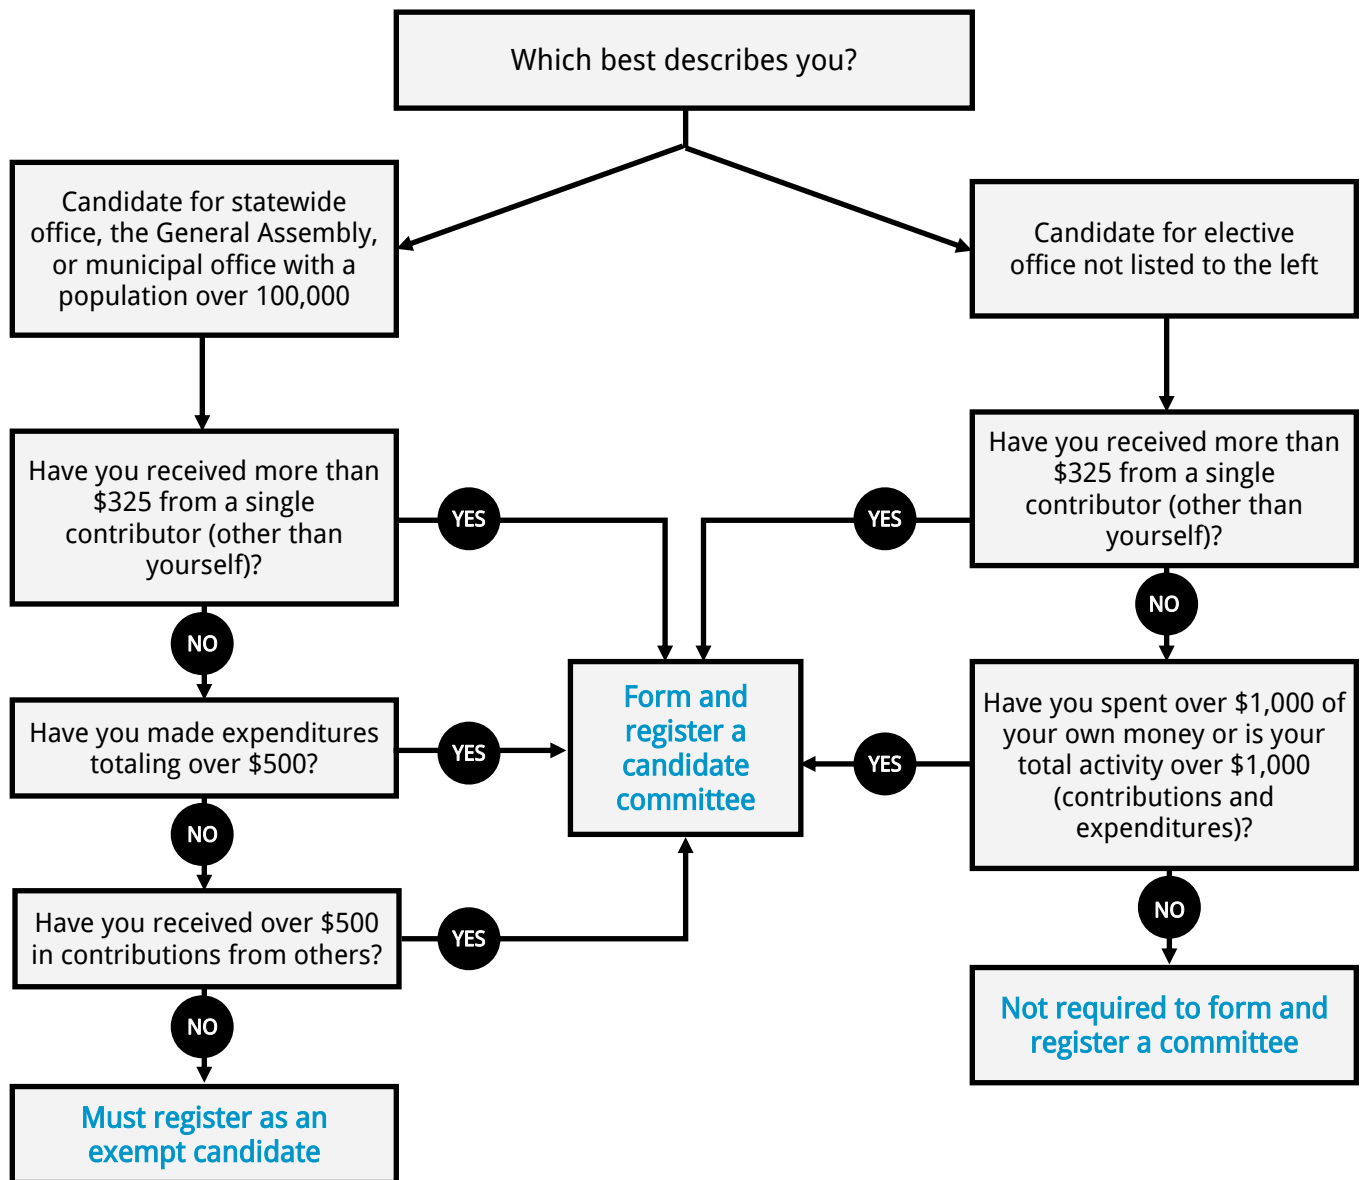 Which best describes you?
Candidate for statewide
office, the General Assembly,
or municipal office with a
population over 100,000
Candidate for elective
office not listed to the left
Have you received more than
$325 from a single
contributor (other than
yourself)?
YES
YES
Have you received more than
$325 from a single
contributor (other than
yourself)?
NO
NO
Have you made expenditures
totaling over $500?
YES
Form and
register a
candidate
committee
YES
Have you spent over $1,000 of
your own money or is your
total activity over $1,000
(contributions and
expenditures)?
NO
NO
Have you received over $500
in contributions from others?
YES
Not required to form and
register a committee
NO
Must register as an
exempt candidate